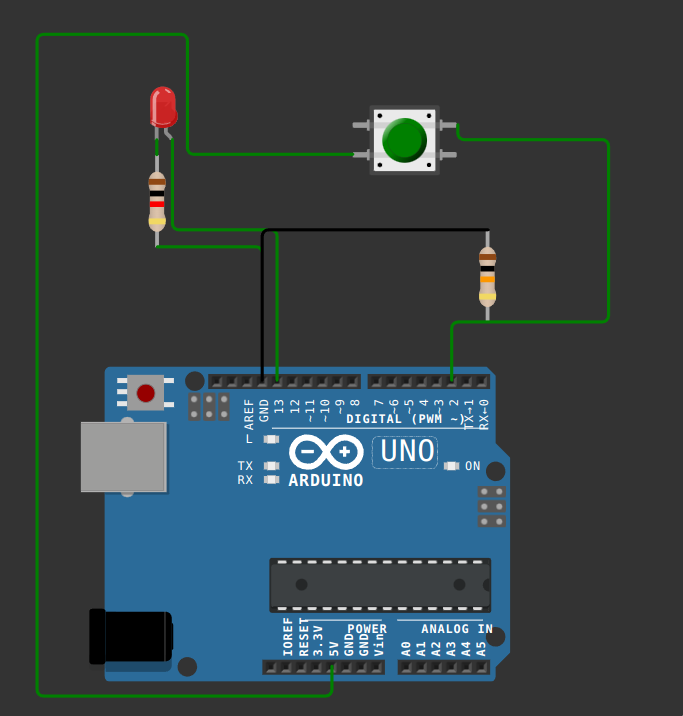 AREF
GND
13
12
~11
~10
~9
8
7
~6
~5
4
~3
2
TX→1
RX←0
DIGITAL (PWM ~)
L
TX
RX
UNO
ON
ARDUINO
IOREF
RESET
3.3V
5V
GND
GND
Vin
POWER
ANALOG IN
A0
A1
A2
A3
A4
A5